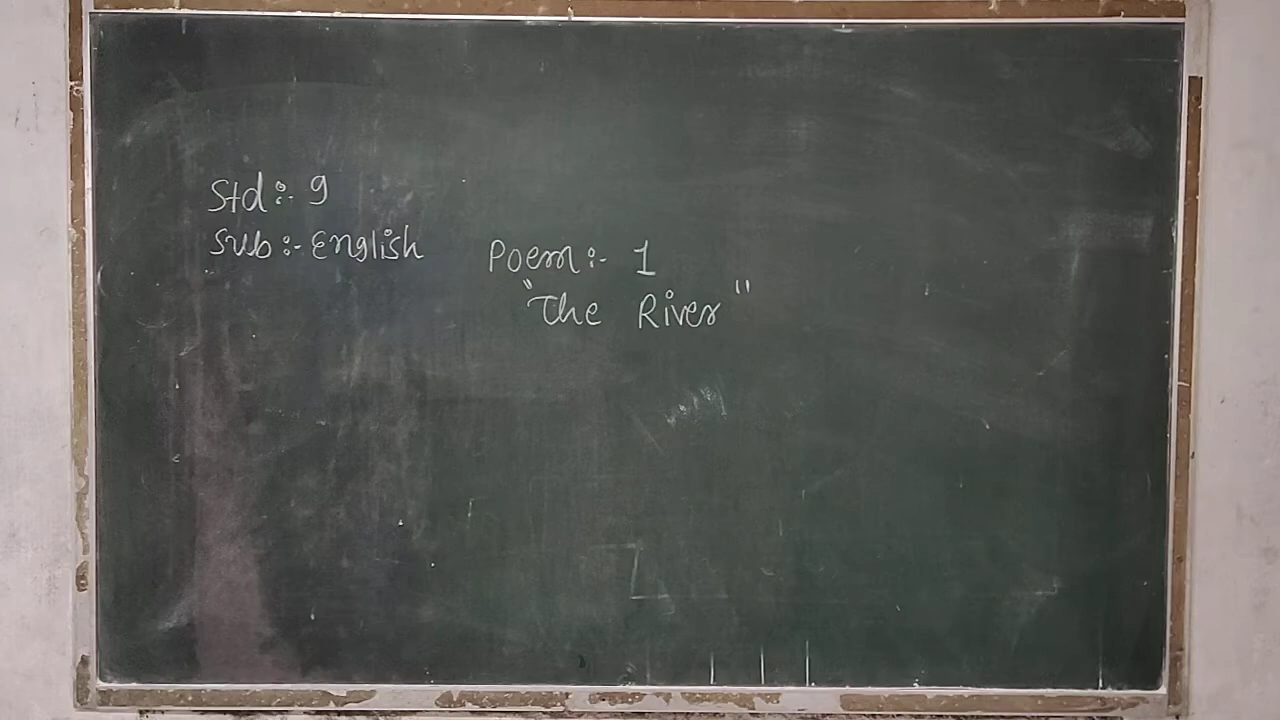 Std :- 9
Sub :- English
Poem :- 1
"The River"